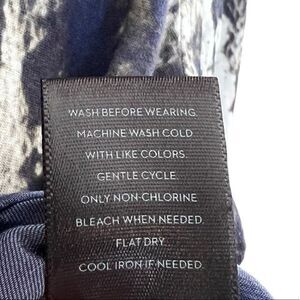 WASH BEFORE WEARING.
MACHINE WASH COLD
WITH LIKE COLORS.
GENTLE CYCLE.
ONLY NON-CHLORINE
BLEACH WHEN NEEDED.
FLAT DRY.
COOL IRON IF NEEDED.